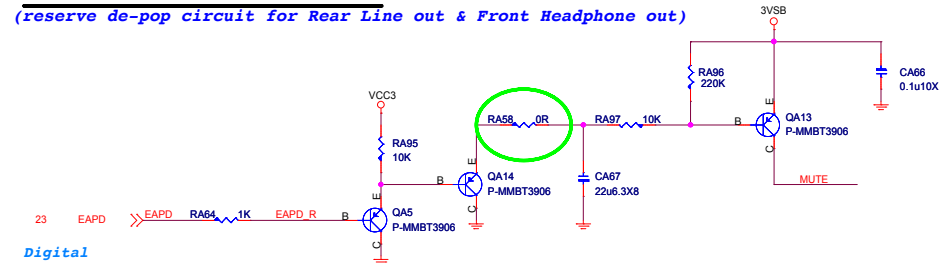 (reserve de-pop circuit for Rear Line out & Front Headphone out)
3VSB
RA96
220K
CA66
0.1u10X
VCC3
RA95
10K
RA58 0R
RA97 10K
B
E
C
QA13
P-MMBT3906
MUTE
B
E
C
QA14
P-MMBT3906
CA67
22u6.3X8
23 EAPD
EAPD
RA64 1K
EAPD_R
B
E
C
QA5
P-MMBT3906
Digital